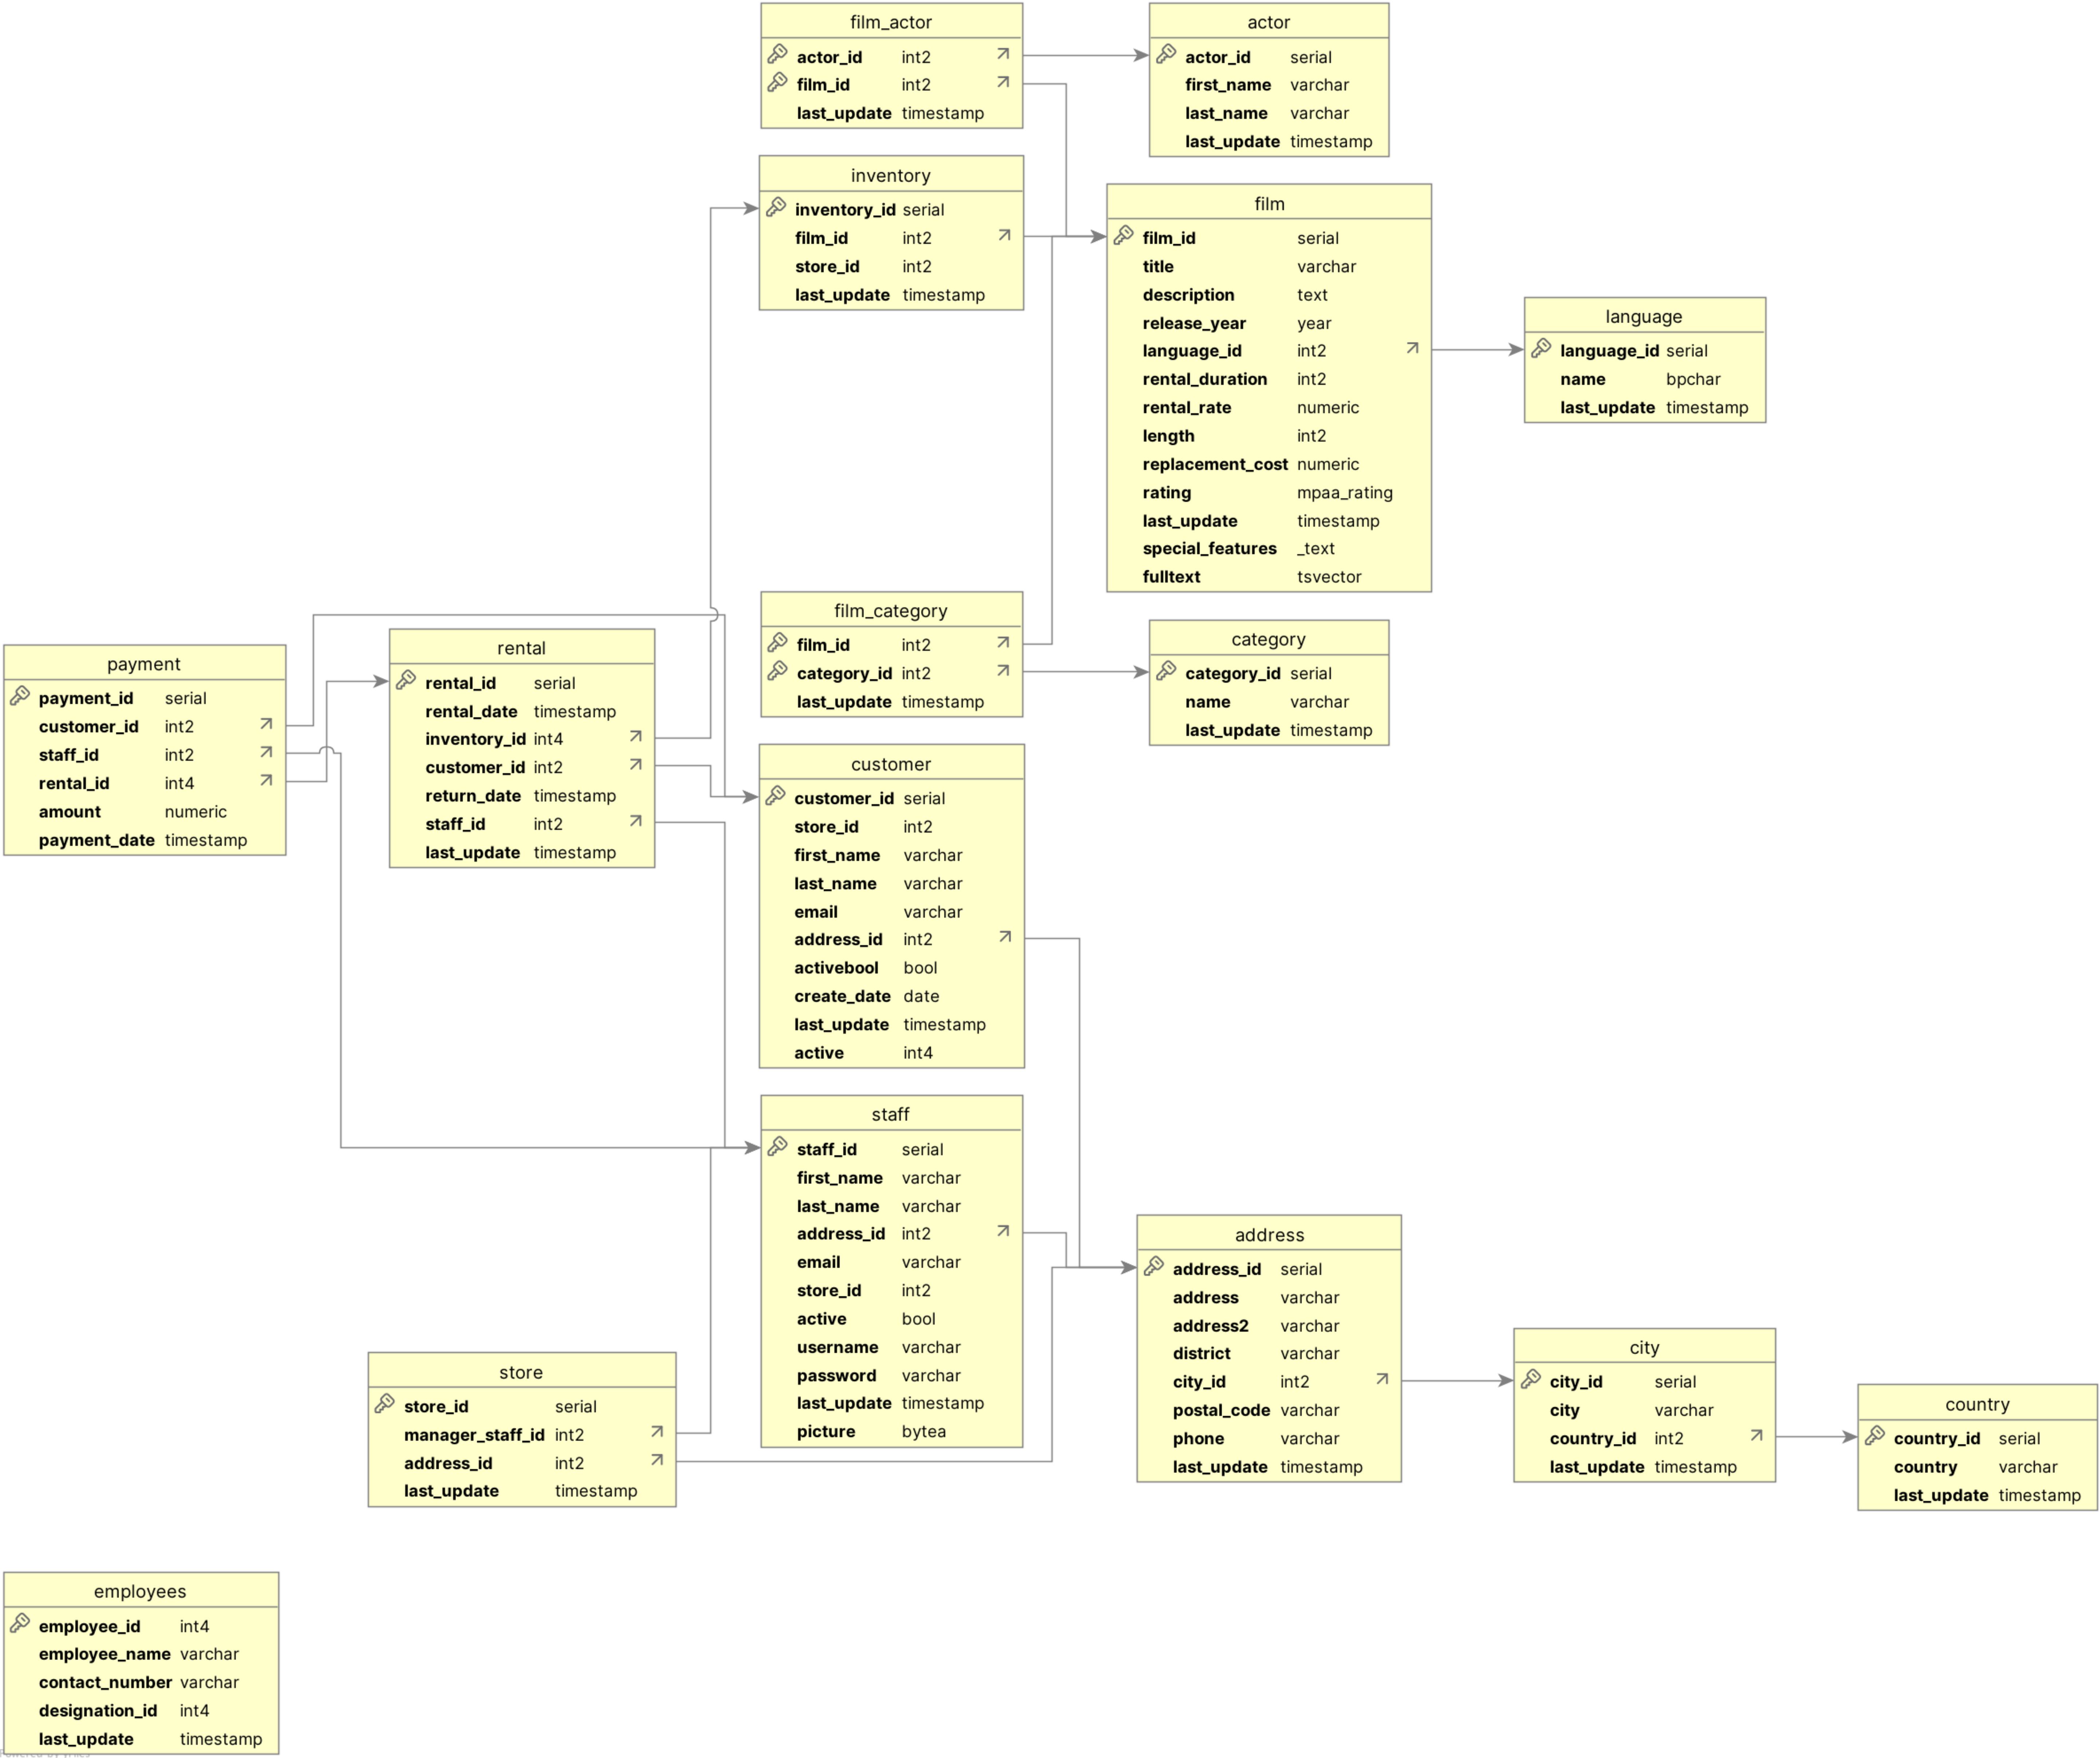 film_actor
actor_id int2
film_id int2
last_update timestamp
actor
actor_id serial
first_name varchar
last_name varchar
last_update timestamp
inventory
inventory_id serial
film_id int2
store_id int2
last_update timestamp
film
film_id serial
title varchar
description text
release_year year
language_id int2
rental_duration int2
rental_rate numeric
length int2
replacement_cost numeric
rating mpaa_rating
last_update timestamp
special_features _text
fulltext tsvector
language
language_id serial
name bpchar
last_update timestamp
film_category
film_id int2
category_id int2
last_update timestamp
category
category_id serial
name varchar
last_update timestamp
payment
payment_id serial
customer_id int2
staff_id int2
rental_id int4
amount numeric
payment_date timestamp
rental
rental_id serial
rental_date timestamp
inventory_id int4
customer_id int2
return_date timestamp
staff_id int2
last_update timestamp
customer
customer_id serial
store_id int2
first_name varchar
last_name varchar
email varchar
address_id int2
activebool bool
create_date date
last_update timestamp
active int4
staff
staff_id serial
first_name varchar
last_name varchar
address_id int2
email varchar
store_id int2
active bool
username varchar
password varchar
last_update timestamp
picture bytea
store
store_id serial
manager_staff_id int2
address_id int2
last_update timestamp
address
address_id serial
address varchar
address2 varchar
district varchar
city_id int2
postal_code varchar
phone varchar
last_update timestamp
city
city_id serial
city varchar
country_id int2
last_update timestamp
country
country_id serial
country varchar
last_update timestamp
employees
employee_id int4
employee_name varchar
contact_number varchar
designation_id int4
last_update timestamp